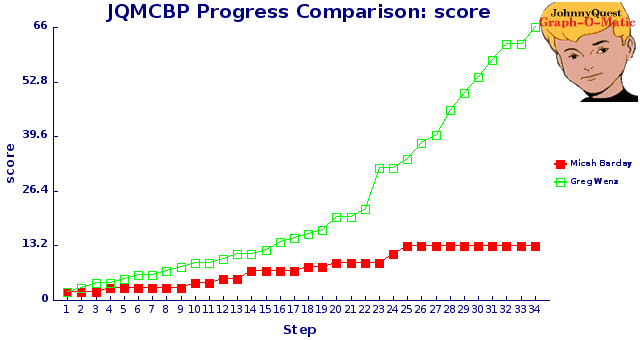 JQMCBP Progress Comparison: score
JohnnyQuest
Graph-O-Matic
66
52.8
39.6
26.4
13.2
0
score
1 2 3 4 5 6 7 8 9 10 11 12 13 14 15 16 17 18 19 20 21 22 23 24 25 26 27 28 29 30 31 32 33 34
Step
Micah Barclay
Greg Wenz